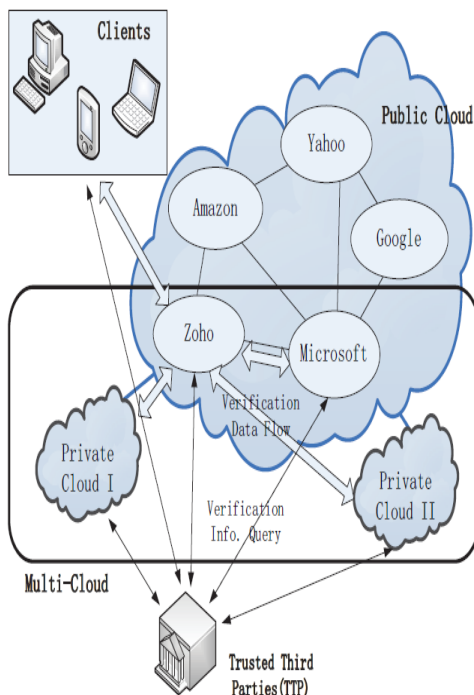 Clients
Public Cloud
Yahoo
Amazon
Google
Zoho
Microsoft
Verification
Data Flow
Private
Cloud I
Private
Cloud II
Verification
Info. Query
Multi-Cloud
Trusted Third
Parties(TTP)